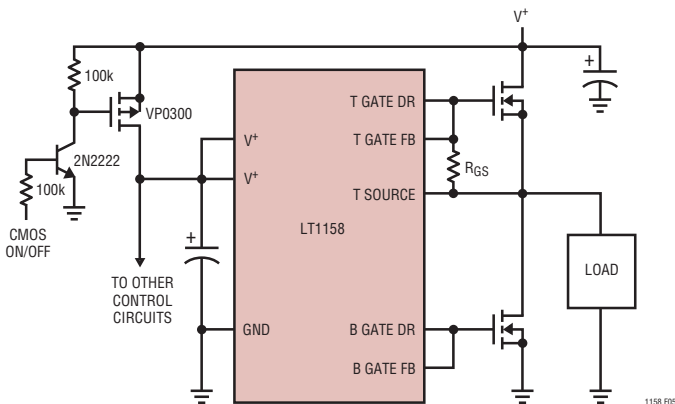 V+
100k
VP0300
2N2222
100k
CMOS
ON/OFF
+
TO OTHER
CONTROL
CIRCUITS
V+
V+
GND
LT1158
T GATE DR
T GATE FB
T SOURCE
B GATE DR
B GATE FB
RGS
+
LOAD
1158 F05